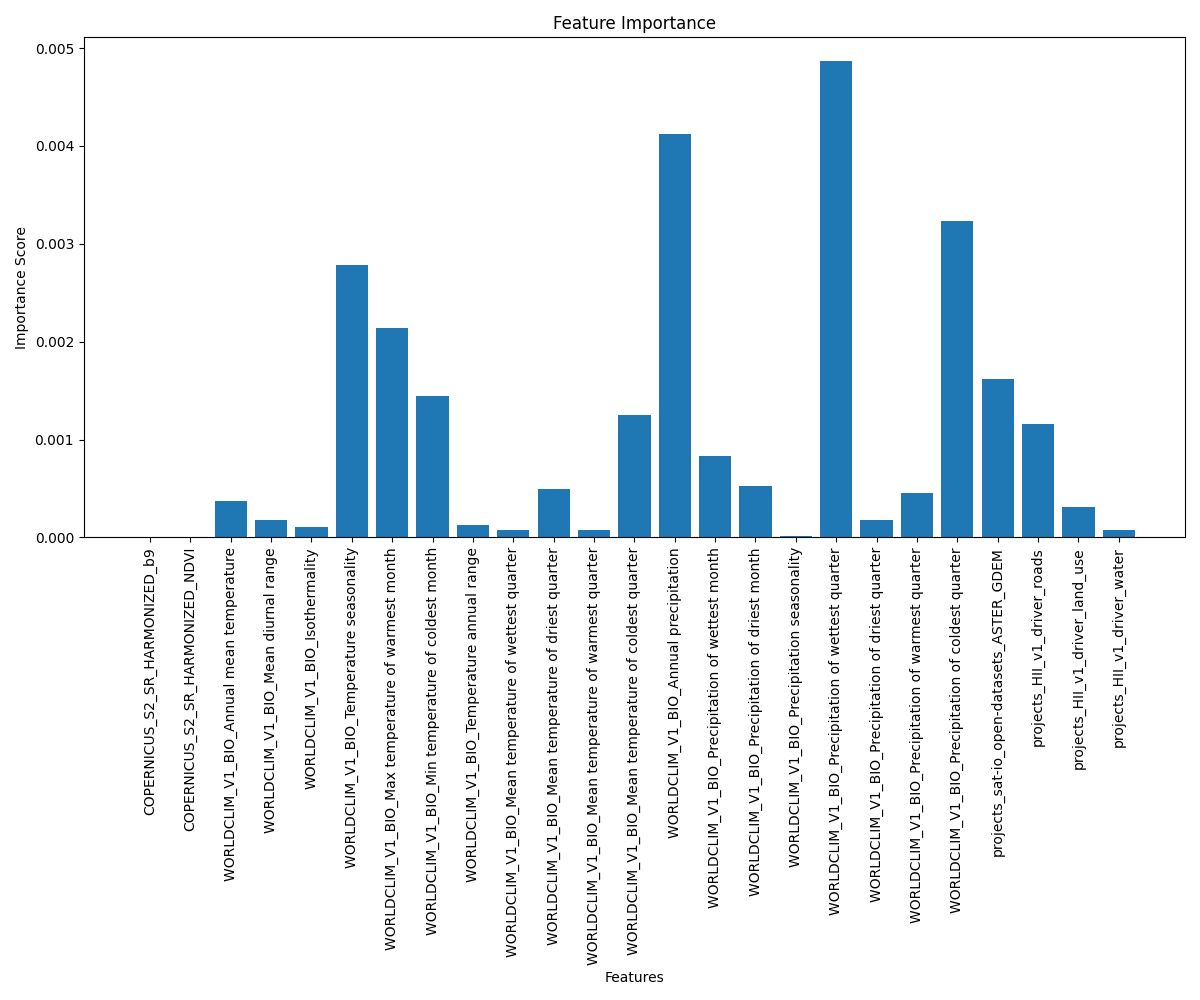 Feature Importance
0.005
0.004
0.003
0.002
0.001
0.000
Importance Score
COPERNICUS_S2_SR_HARMONIZED_b9
COPERNICUS_S2_SR_HARMONIZED_NDVI
WORLDCLIM_V1_BIO_Annual mean temperature
WORLDCLIM_V1_BIO_Mean diurnal range
WORLDCLIM_V1_BIO_Isothermality
WORLDCLIM_V1_BIO_Temperature seasonality
WORLDCLIM_V1_BIO_Max temperature of warmest month
WORLDCLIM_V1_BIO_Min temperature of coldest month
WORLDCLIM_V1_BIO_Temperature annual range
WORLDCLIM_V1_BIO_Mean temperature of wettest quarter
WORLDCLIM_V1_BIO_Mean temperature of driest quarter
WORLDCLIM_V1_BIO_Mean temperature of warmest quarter
WORLDCLIM_V1_BIO_Mean temperature of coldest quarter
WORLDCLIM_V1_BIO_Annual precipitation
WORLDCLIM_V1_BIO_Precipitation of wettest month
WORLDCLIM_V1_BIO_Precipitation of driest month
WORLDCLIM_V1_BIO_Precipitation seasonality
WORLDCLIM_V1_BIO_Precipitation of wettest quarter
WORLDCLIM_V1_BIO_Precipitation of driest quarter
WORLDCLIM_V1_BIO_Precipitation of warmest quarter
WORLDCLIM_V1_BIO_Precipitation of coldest quarter
projects_sat-io_open-datasets_ASTER_GDEM
projects_HII_v1_driver_roads
projects_HII_v1_driver_land_use
projects_HII_v1_driver_water
Features